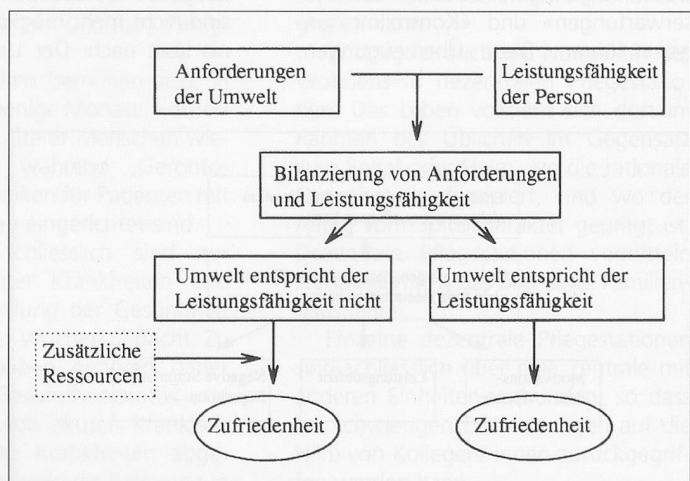 Anforderungen
der Umwelt
Leistungsfähigkeit
der Person
Bilanzierung von Anforderungen
und Leistungsfähigkeit
Umwelt entspricht der
Leistungsfähigkeit nicht
Umwelt entspricht der
Leistungsfähigkeit
Zusätzliche
Ressourcen
Zufriedenheit
Zufriedenheit